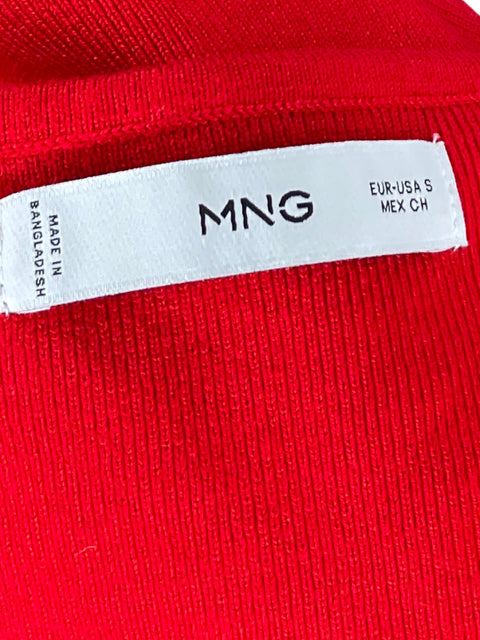 MADE IN
BANGLADESH
MNG
EUR-USA S
MEX CH